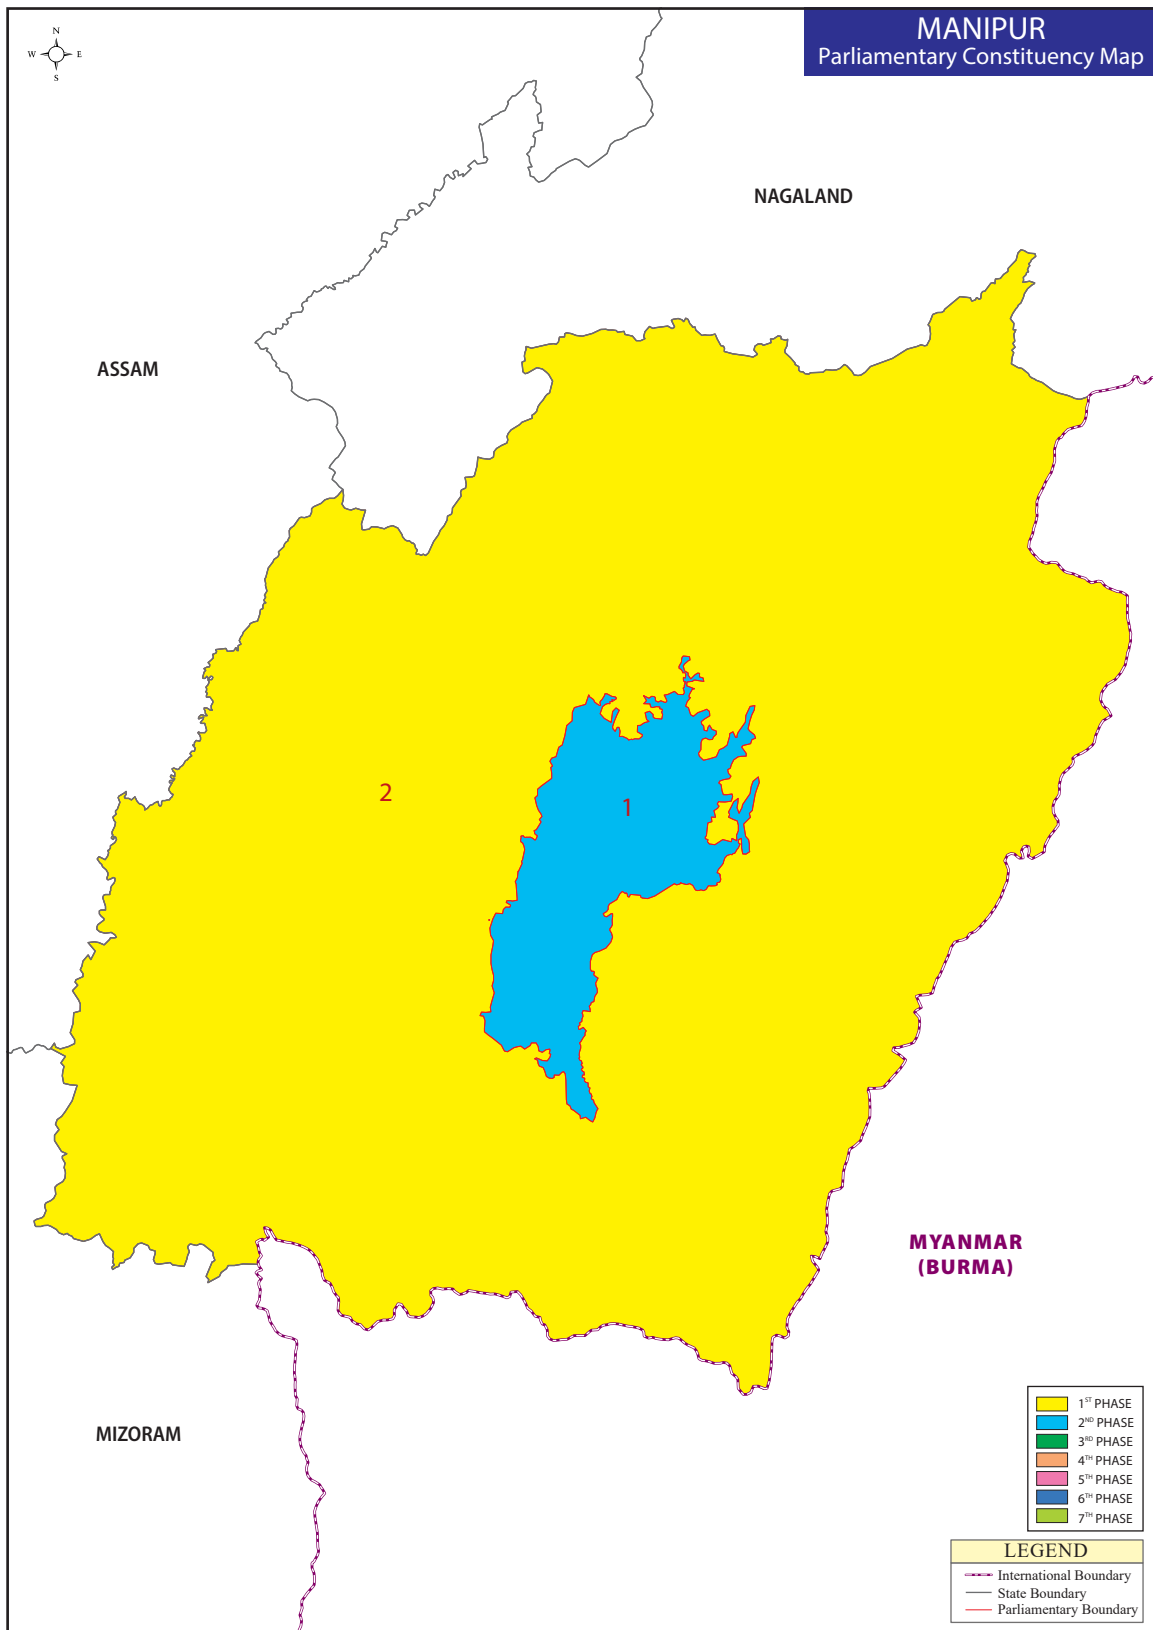 MANIPUR
Parliamentary Constituency Map
N
W E
S
NAGALAND
ASSAM
2
1
MYANMAR
(BURMA)
MIZORAM
1ST PHASE
2ND PHASE
3RD PHASE
4TH PHASE
5TH PHASE
6TH PHASE
7TH PHASE
LEGEND
International Boundary
State Boundary
Parliamentary Boundary